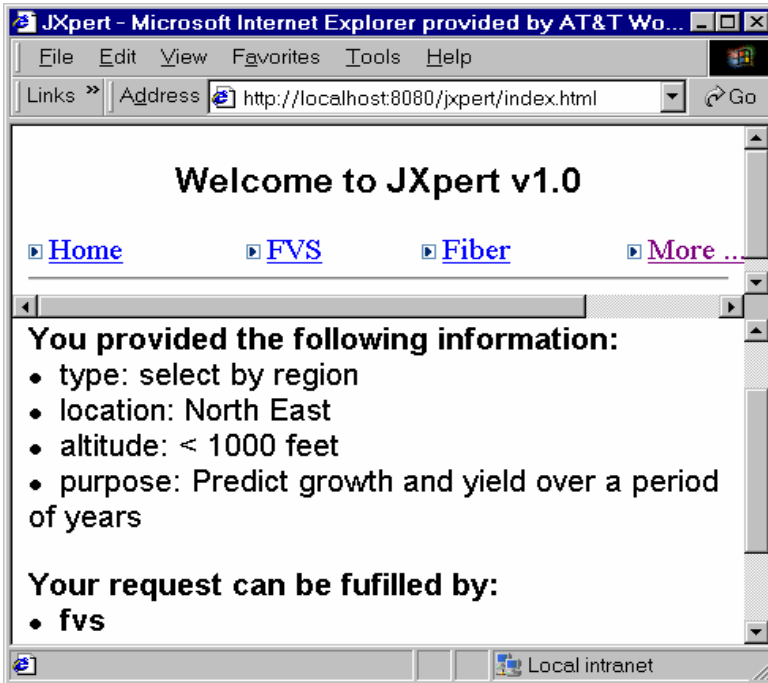 JXpert - Microsoft Internet Explorer provided by AT&T Wo...
File Edit View Favorites Tools Help
Links » Address http://localhost:8080/jxpert/index.html Go
Welcome to JXpert v1.0
Home FVS Fiber More ...
You provided the following information:
• type: select by region
• location: North East
• altitude: < 1000 feet
• purpose: Predict growth and yield over a period
of years
Your request can be fufilled by:
• fvs
Local intranet